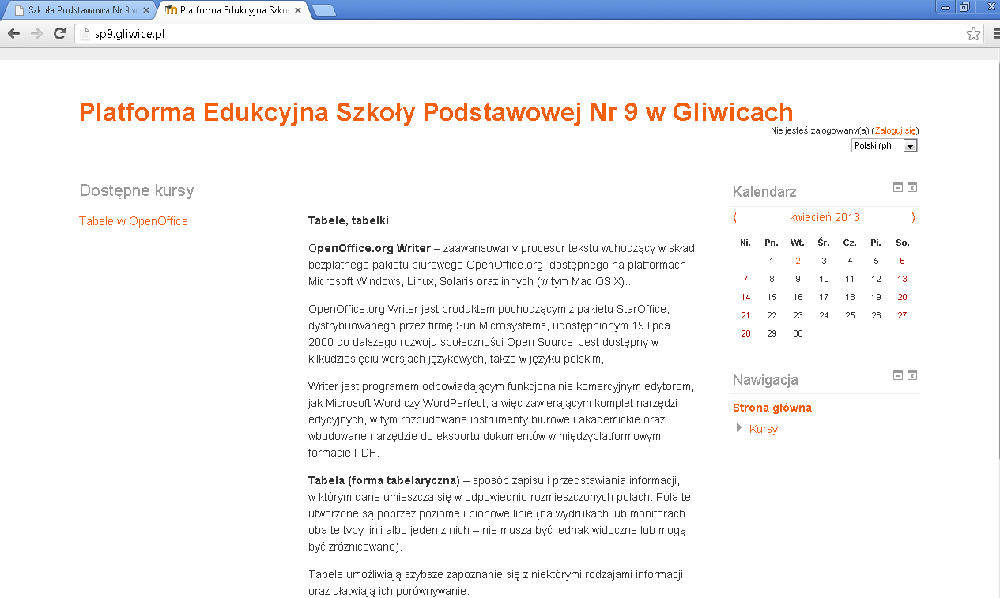 Szkoła Podstawowa Nr 9 w
Platforma Edukcyjna Szko
sp9.gliwice.pl
Platforma Edukcyjna Szkoły Podstawowej Nr 9 w Gliwicach
Nie jesteś zalogowany(a) (Zaloguj się)
Polski (pl)
Dostępne kursy
Tabele w OpenOffice
Tabele, tabelki
OpenOffice.org Writer – zaawansowany procesor tekstu wchodzący w skład
bezpłatnego pakietu biurowego OpenOffice.org, dostępnego na platformach
Microsoft Windows, Linux, Solaris oraz innych (w tym Mac OS X)..
OpenOffice.org Writer jest produktem pochodzącym z pakietu StarOffice,
dystrybuowanego przez firmę Sun Microsystems, udostępnionym 19 lipca
2000 do dalszego rozwoju społeczności Open Source. Jest dostępny w
kilkudziesięciu wersjach językowych, także w języku polskim,
Writer jest programem odpowiadającym funkcjonalnie komercyjnym edytorom,
jak Microsoft Word czy WordPerfect, a więc zawierającym komplet narzędzi
edycyjnych, w tym rozbudowane instrumenty biurowe i akademickie oraz
wbudowane narzędzie do eksportu dokumentów w międzyplatformowym
formacie PDF.
Tabela (forma tabelaryczna) – sposób zapisu i przedstawiania informacji,
w którym dane umieszcza się w odpowiednio rozmieszczonych polach. Pola te
utworzone są poprzez poziome i pionowe linie (na wydrukach lub monitorach
oba te typy linii albo jeden z nich – nie muszą być jednak widoczne lub mogą
być zróżnicowane).
Tabele umożliwiają szybsze zapoznanie się z niektórymi rodzajami informacji,
oraz ułatwiają ich porównywanie.
Kalendarz
kwiecień 2013
Ni. Pn. Wt. Śr. Cz. Pi. So.
1 2 3 4 5 6
7 8 9 10 11 12 13
14 15 16 17 18 19 20
21 22 23 24 25 26 27
28 29 30
Nawigacja
Strona główna
Kursy